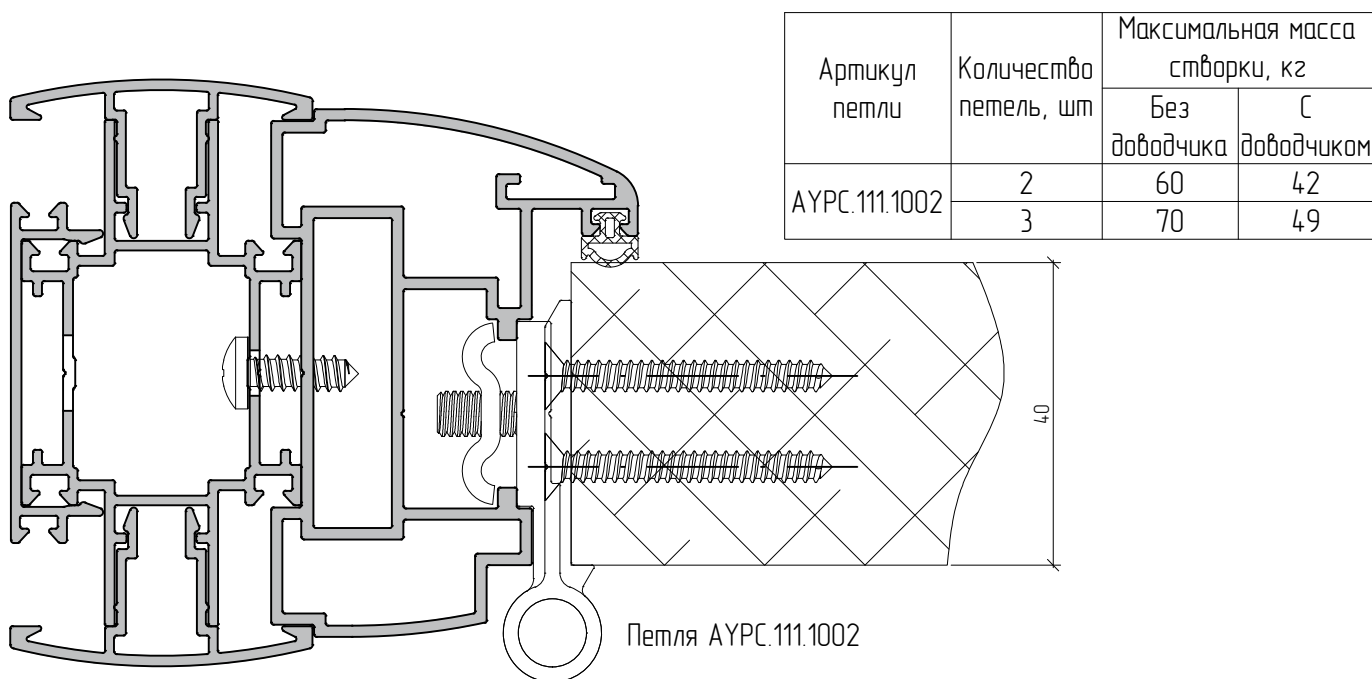 Артикул
петли
Количество
петель, шт
Максимальная масса
створки, кг
Без
доводчика
С
доводчиком
AYPC.111.1002
2
60
42
3
70
49
40
Петля AYPC.111.1002